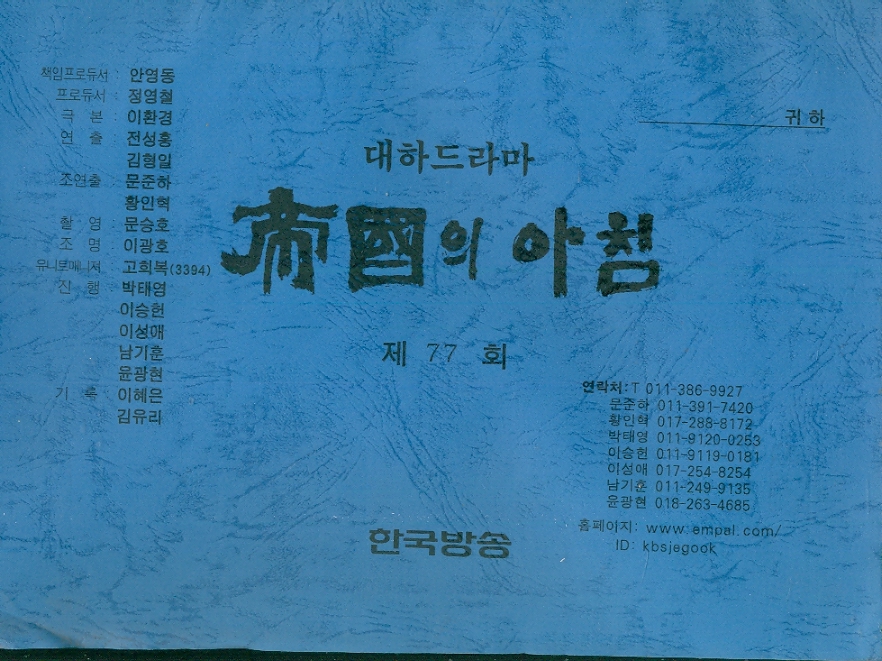 책임프로듀서 : 안영동
프로듀서 : 정영철
극 본 : 이환경
연 출 : 전성홍
김형일
조연출 : 문준하
황인혁
촬 영 : 문승호
조 명 : 이광호
유니트매니저 : 고희복(3394)
진 행 : 박태영
이승헌
이성애
남기훈
윤광현
기 록 : 이혜은
김유리
귀하
대하드라마
帝國의 아침
제 77 회
한국방송
연락처:T 011-386-9927
문준하 011-391-7420
황인혁 017-288-8172
박태영 011-9120-0253
이승헌 011-9119-0181
이성애 017-254-8254
남기훈 011-249-9135
윤광현 018-263-4685
홈페이지: www.empal.com/
ID: kbsjegook